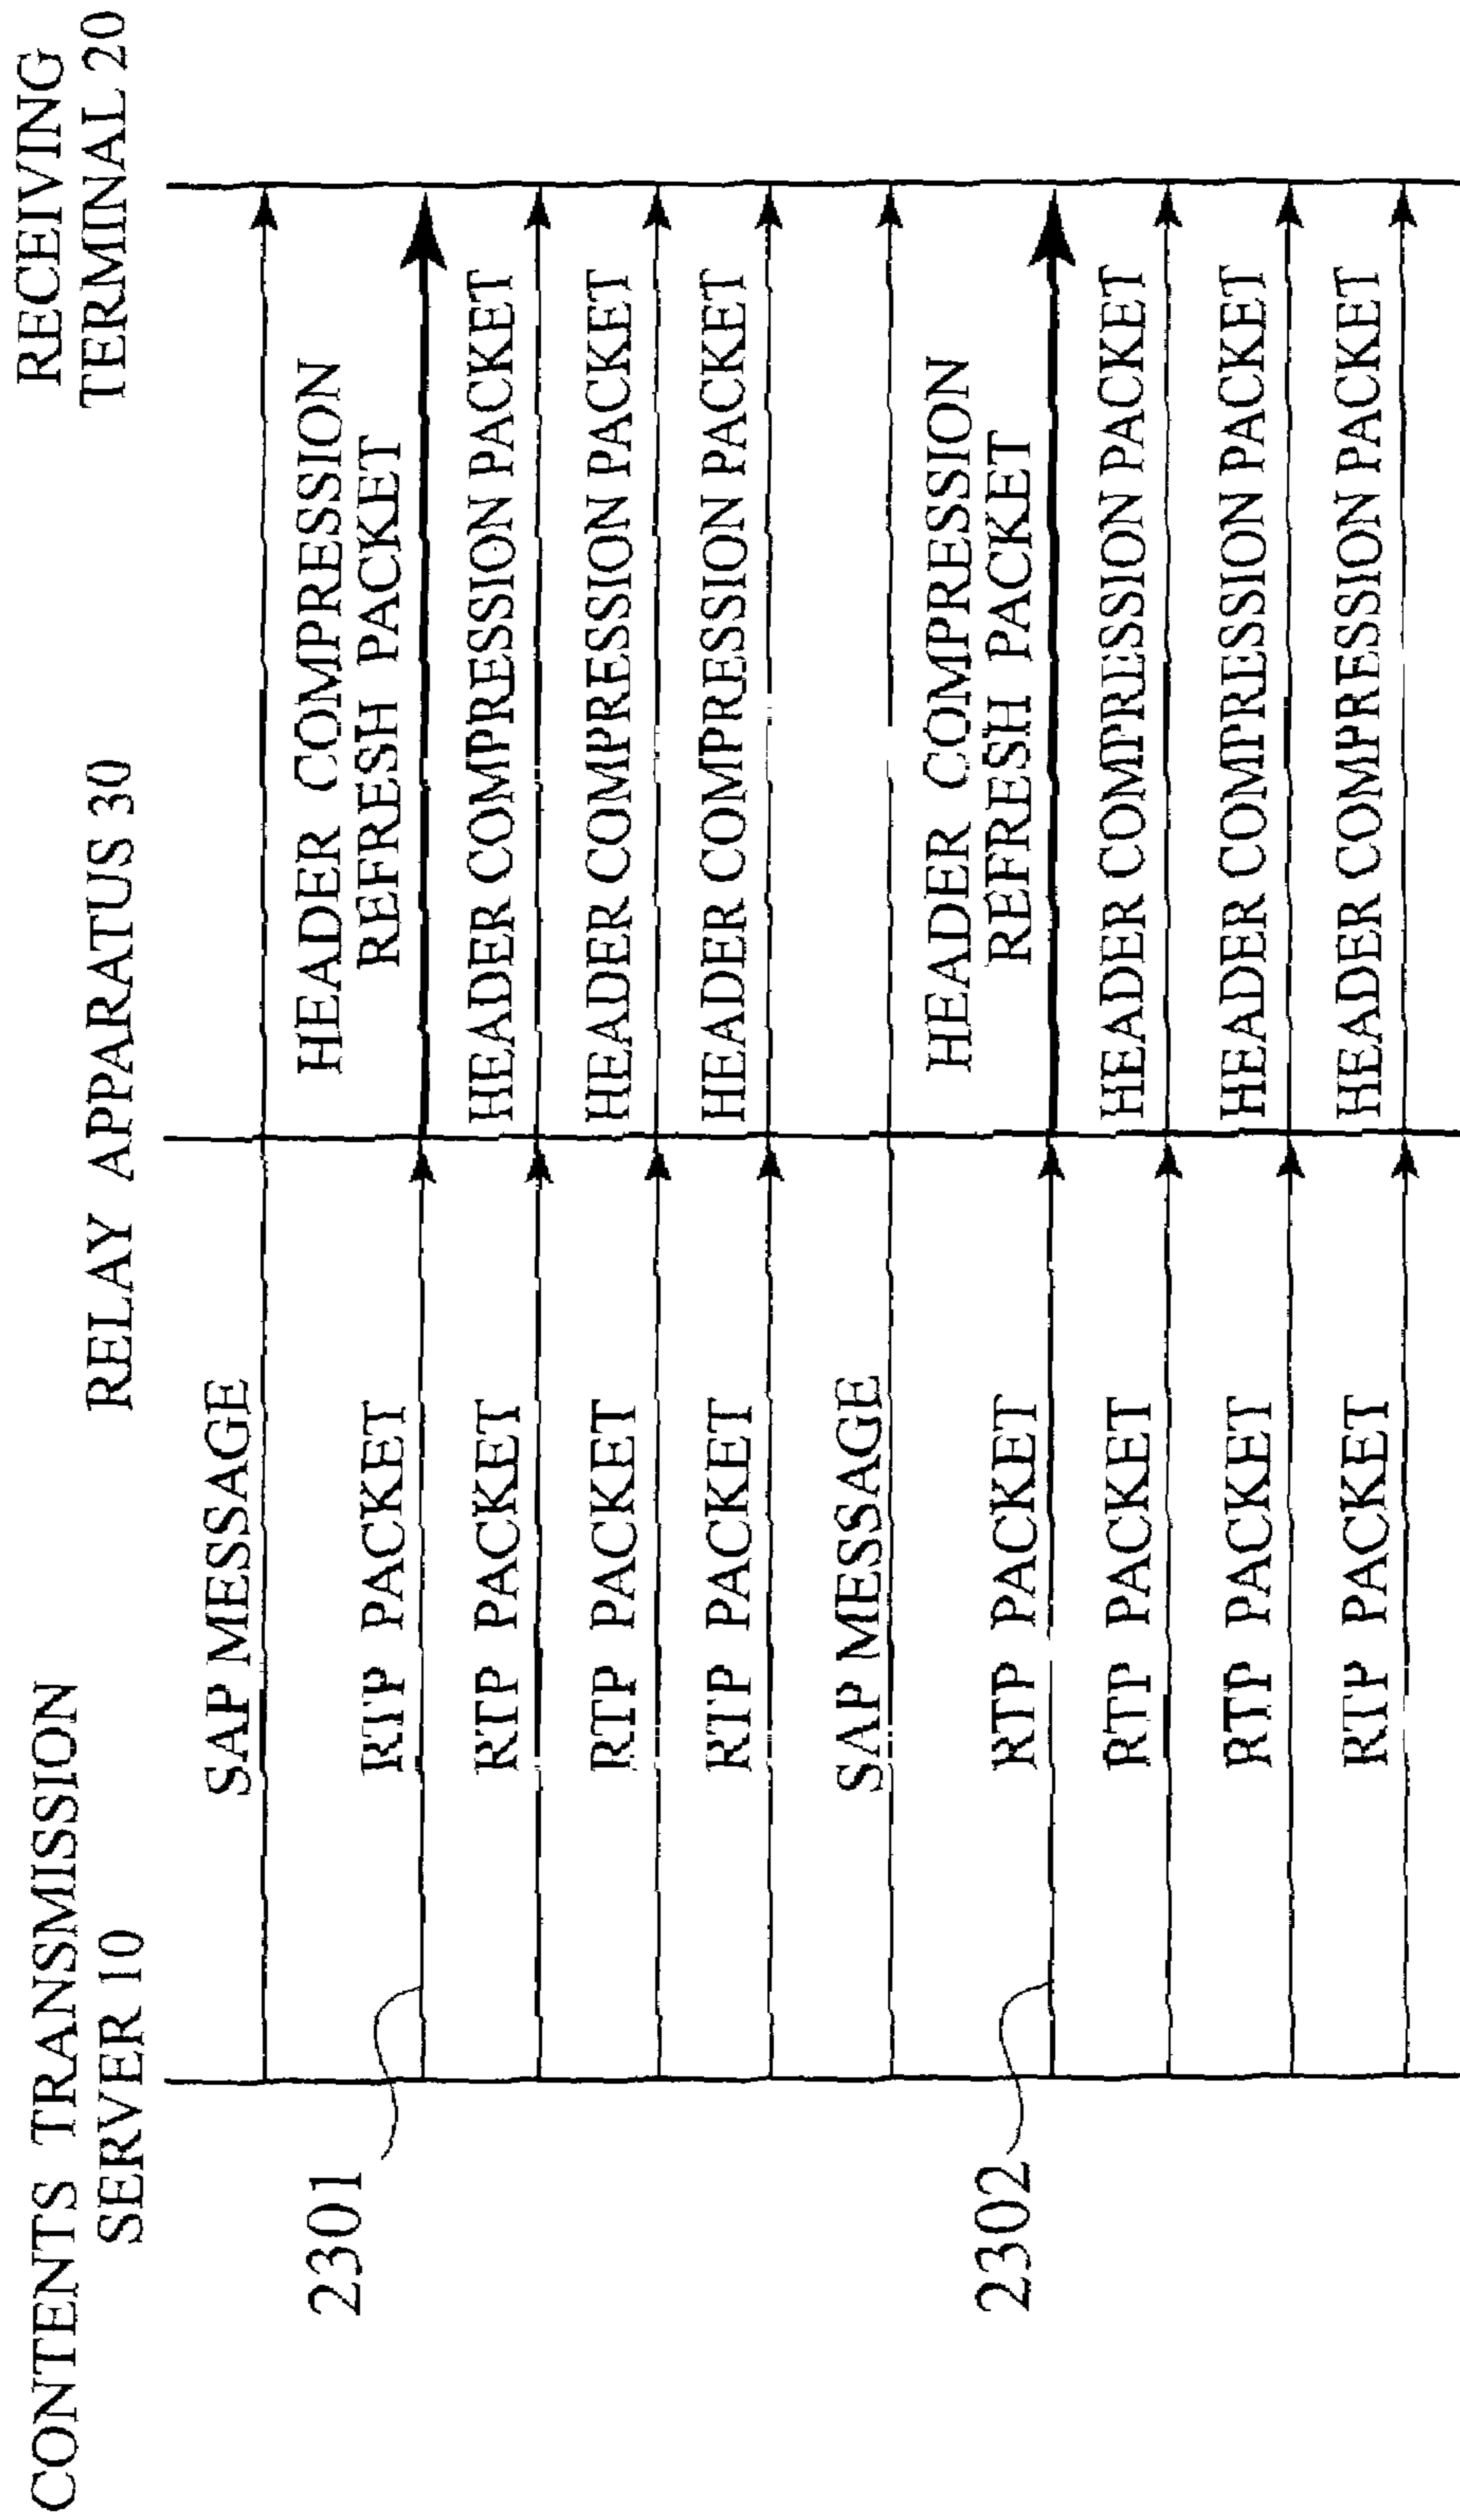 CONTENTS TRANSMISSION
SERVER 10
RELAY APPARATUS 30
RECEIVING
TERMINAL 20
SAP MESSAGE
2301
RTP PACKET
HEADER COMPRESSION
REFRESH PACKET
RTP PACKET
HEADER COMPRESSION PACKET
RTP PACKET
HEADER COMPRESSION PACKET
RTP PACKET
HEADER COMPRESSION PACKET
SAP MESSAGE
2302
RTP PACKET
HEADER COMPRESSION
REFRESH PACKET
RTP PACKET
HEADER COMPRESSION PACKET
RTP PACKET
HEADER COMPRESSION PACKET
RTP PACKET
HEADER COMPRESSION PACKET